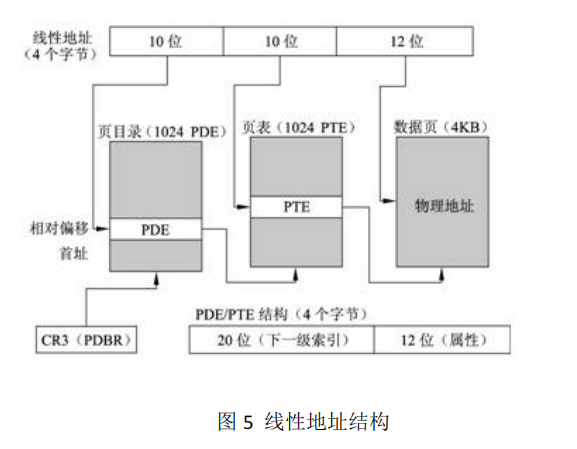 线性地址
（4 个字节）
10 位
10 位
12 位
页目录（1024 PDE）
页表（1024 PTE）
数据页（4KB）
物理地址
PTE
相对偏移
PDE
首址
PDE/PTE 结构（4 个字节）
CR3（PDBR）
20 位（下一级索引）
12 位（属性）
图 5 线性地址结构